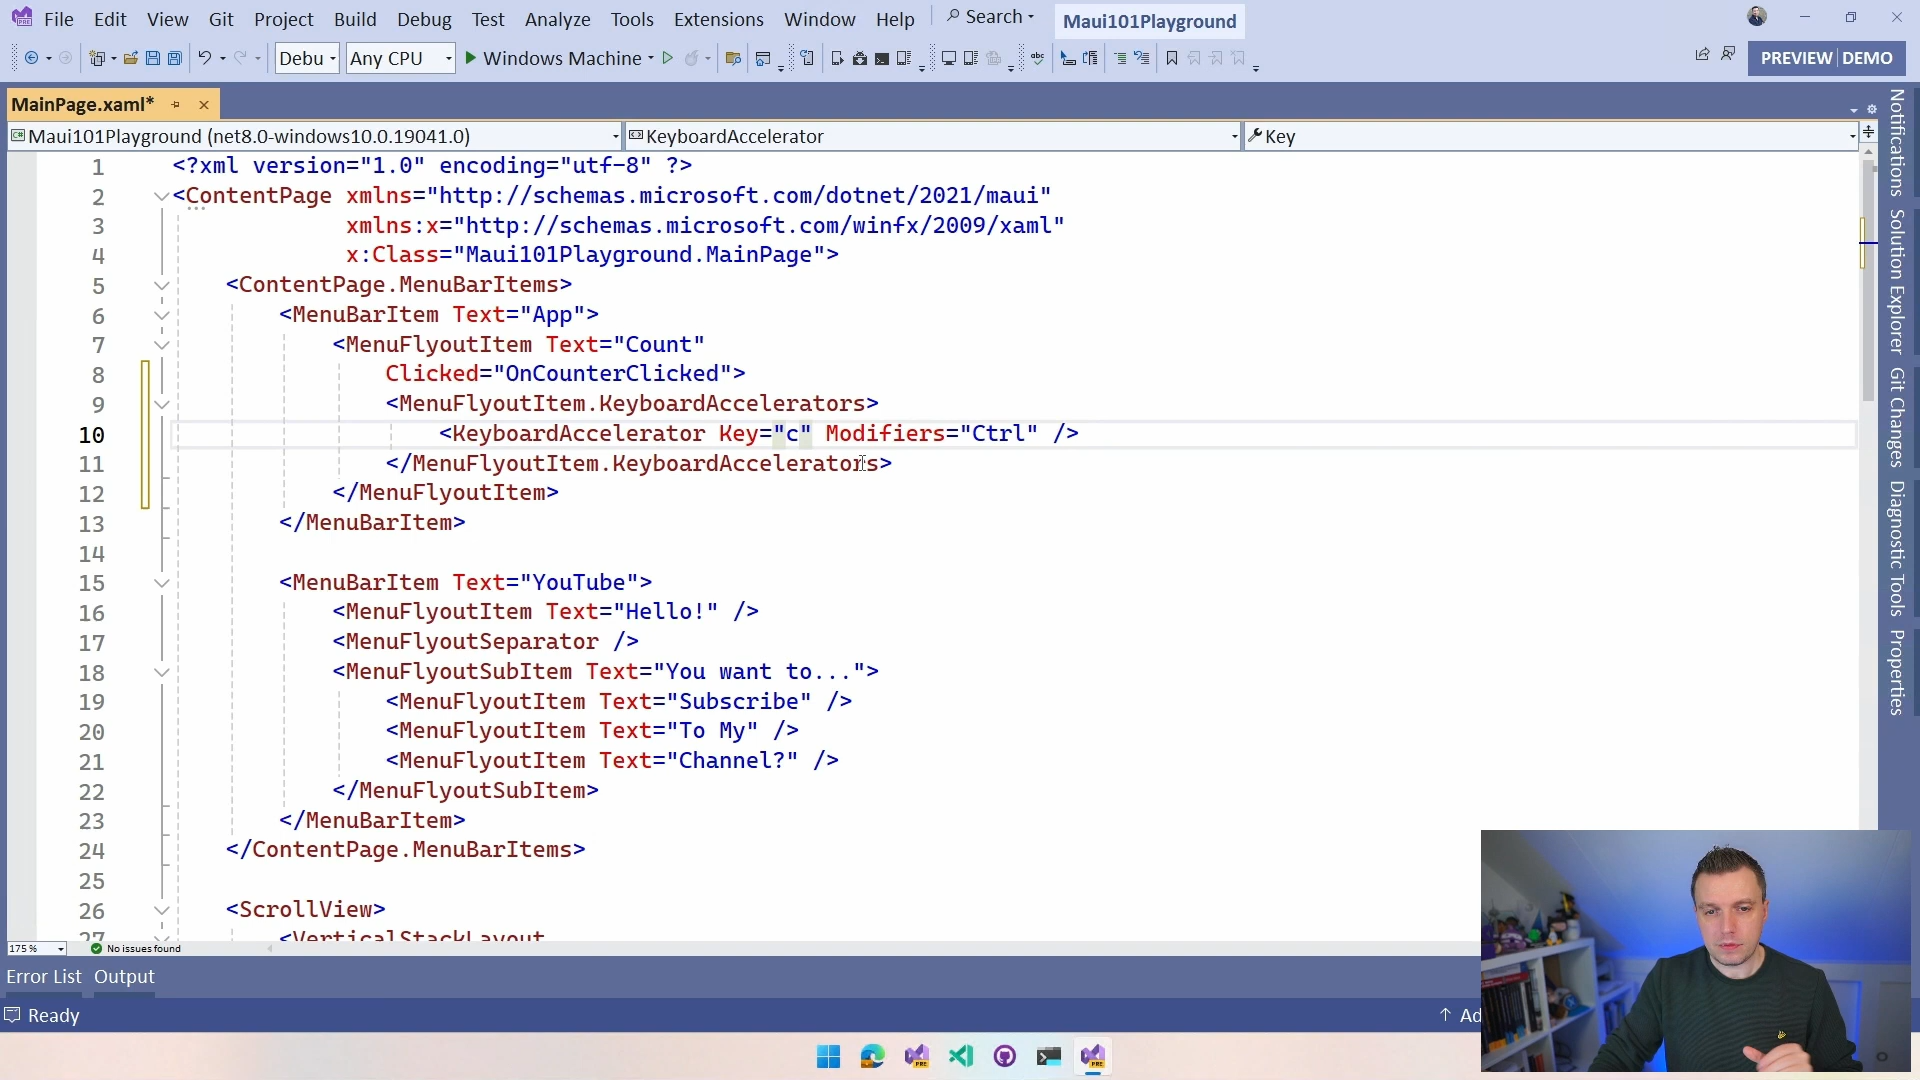 File Edit View Git Project Build Debug Test Analyze Tools Extensions Window Help Search Maui101Playground
Debu Any CPU Windows Machine PREVIEW DEMO
MainPage.xaml*
Maui101Playground (net8.0-windows10.0.19041.0) KeyboardAccelerator Key
1 <?xml version="1.0" encoding="utf-8" ?>
2 <ContentPage xmlns="http://schemas.microsoft.com/dotnet/2021/maui"
3 xmlns:x="http://schemas.microsoft.com/winfx/2009/xaml"
4 x:Class="Maui101Playground.MainPage">
5 <ContentPage.MenuBarItems>
6 <MenuBarItem Text="App">
7 <MenuFlyoutItem Text="Count"
8 Clicked="OnCounterClicked">
9 <MenuFlyoutItem.KeyboardAccelerators>
10 <KeyboardAccelerator Key="c" Modifiers="Ctrl" />
11 </MenuFlyoutItem.KeyboardAccelerators>
12 </MenuFlyoutItem>
13 </MenuBarItem>
14
15 <MenuBarItem Text="YouTube">
16 <MenuFlyoutItem Text="Hello!" />
17 <MenuFlyoutSeparator />
18 <MenuFlyoutSubItem Text="You want to...">
19 <MenuFlyoutItem Text="Subscribe" />
20 <MenuFlyoutItem Text="To My" />
21 <MenuFlyoutItem Text="Channel?" />
22 </MenuFlyoutSubItem>
23 </MenuBarItem>
24 </ContentPage.MenuBarItems>
25
26 <ScrollView>
27 <VerticalStackLayout
175 % No issues found
Error List Output
Ready Ad
Notifications
Solution Explorer
Git Changes
Diagnostic Tools
Properties